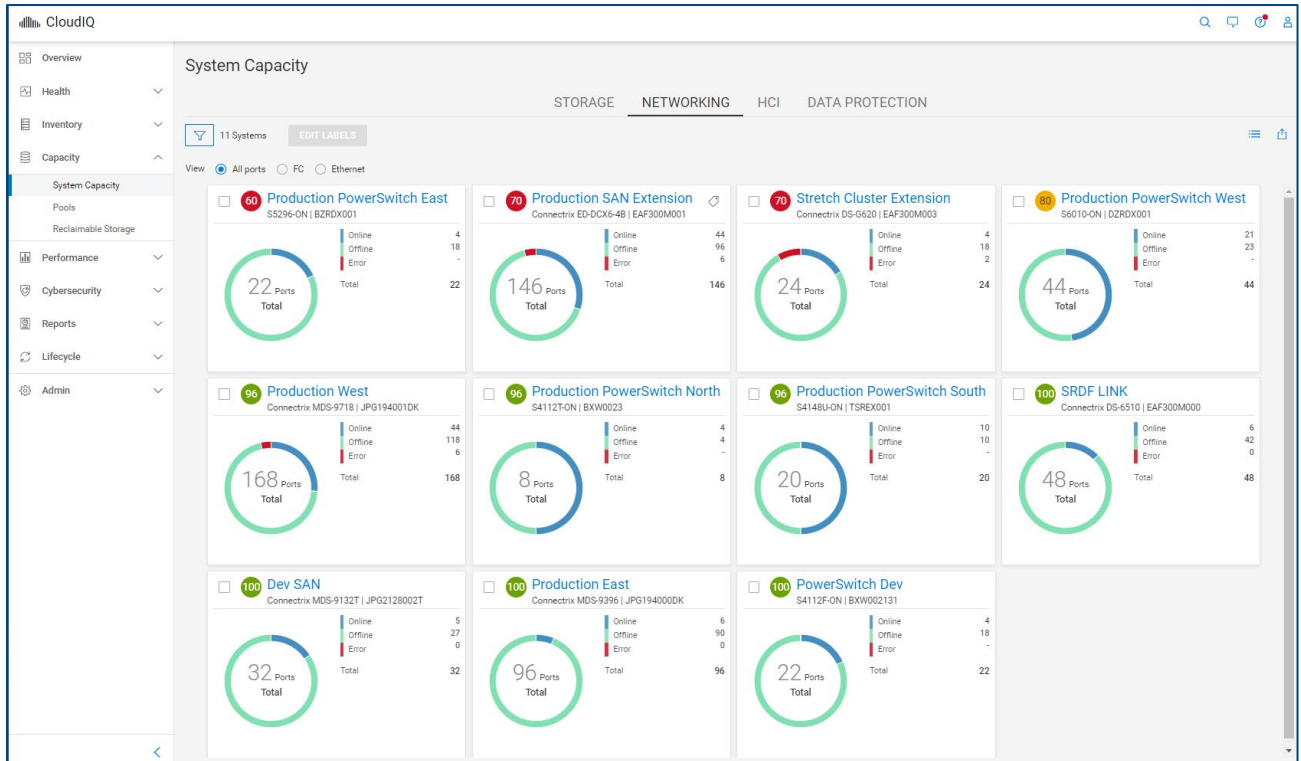 CloudIQ
Overview
Health
Inventory
Capacity
System Capacity
Pools
Reclaimable Storage
Performance
Cybersecurity
Reports
Lifecycle
Admin
System Capacity
STORAGE NETWORKING HCI DATA PROTECTION
11 Systems EDIT LABELS
View All ports FC Ethernet
60 Production PowerSwitch East
S5296-ON | BZRDX001
Online 4
Offline 18
Error -
Total 22
22 Ports
Total
70 Production SAN Extension
Connectrix ED-DCX6-4B | EAF300M001
Online 44
Offline 96
Error 6
Total 146
146 Ports
Total
70 Stretch Cluster Extension
Connectrix DS-G620 | EAF300M003
Online 4
Offline 18
Error 2
Total 24
24 Ports
Total
80 Production PowerSwitch West
S6010-ON | DZRDX001
Online 21
Offline 23
Error -
Total 44
44 Ports
Total
96 Production West
Connectrix MDS-9718 | JPG194001DK
Online 44
Offline 118
Error 6
Total 168
168 Ports
Total
96 Production PowerSwitch North
S4112T-ON | BXW0023
Online 4
Offline 4
Error -
Total 8
8 Ports
Total
96 Production PowerSwitch South
S4148U-ON | TSREX001
Online 10
Offline 10
Error -
Total 20
20 Ports
Total
100 SRDF LINK
Connectrix DS-6510 | EAF300M000
Online 6
Offline 42
Error 0
Total 48
48 Ports
Total
100 Dev SAN
Connectrix MDS-9132T | JPG2128002T
Online 5
Offline 27
Error 0
Total 32
32 Ports
Total
100 Production East
Connectrix MDS-9396 | JPG194000DK
Online 6
Offline 90
Error 0
Total 96
96 Ports
Total
100 PowerSwitch Dev
S4112F-ON | BXW002131
Online 4
Offline 18
Error -
Total 22
22 Ports
Total